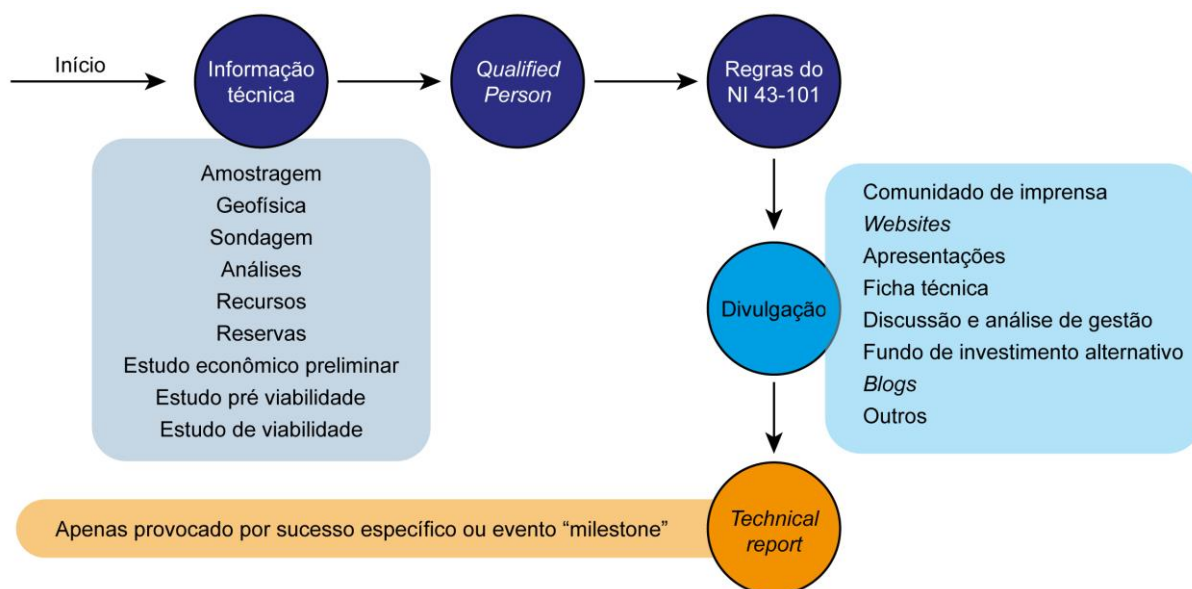 Início
Informação
técnica
Qualified
Person
Regras do
NI 43-101
Amostragem
Geofísica
Sondagem
Análises
Recursos
Reservas
Estudo econômico preliminar
Estudo pré viabilidade
Estudo de viabilidade
Divulgação
Comunidado de imprensa
Websites
Apresentações
Ficha técnica
Discussão e análise de gestão
Fundo de investimento alternativo
Blogs
Outros
Apenas provocado por sucesso específico ou evento “milestone”
Technical
report